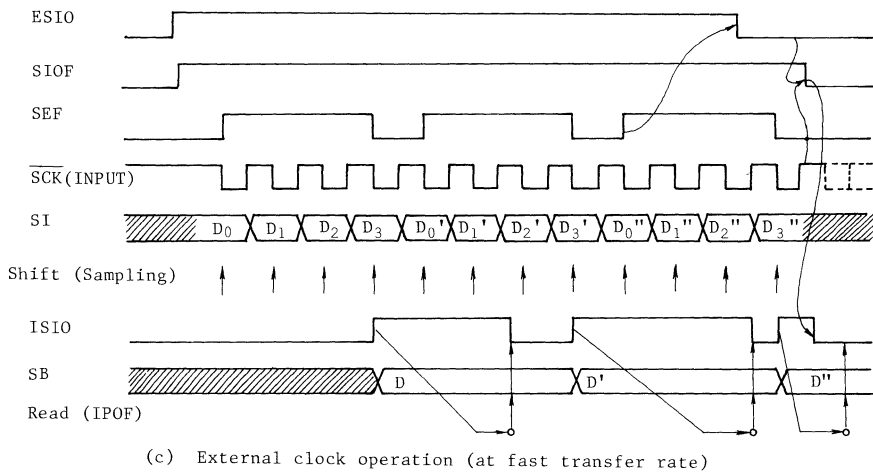 ESIO
SIOF
SEF
SCK(INPUT)
SI D0 D1 D2 D3 D0' D1' D2' D3' D0" D1" D2" D3"
Shift (Sampling)
ISIO
SB D D' D"
Read (IPOF)
(c) External clock operation (at fast transfer rate)